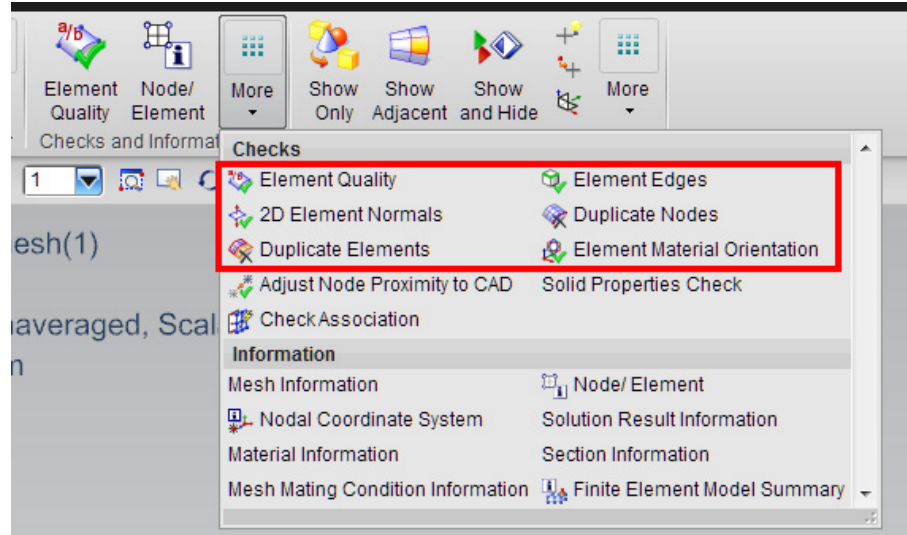 Element Quality
Node/ Element
More
Show Only
Show Adjacent
Show and Hide
More
Checks and Informat
1
esh(1)
naveraged, Scal
Checks
Element Quality Element Edges
2D Element Normals Duplicate Nodes
Duplicate Elements Element Material Orientation
Adjust Node Proximity to CAD Solid Properties Check
Check Association
Information
Mesh Information Node/ Element
Nodal Coordinate System Solution Result Information
Material Information Section Information
Mesh Mating Condition Information Finite Element Model Summary